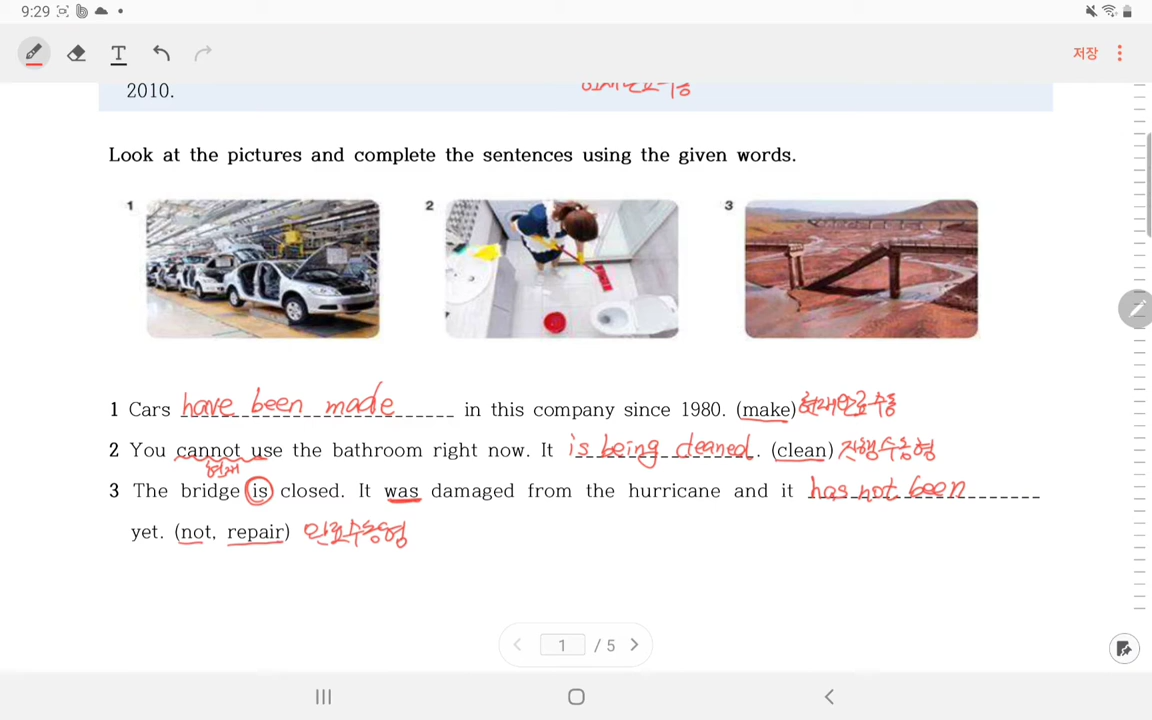 9:29
저장
2010.
Look at the pictures and complete the sentences using the given words.
1 2 3
1 Cars have been made in this company since 1980. (make) 현재완료수동
2 You cannot use the bathroom right now. It is being cleaned. (clean) 진행수동형
현재
3 The bridge is closed. It was damaged from the hurricane and it has not been
yet. (not, repair) 완료수동형
1 / 5